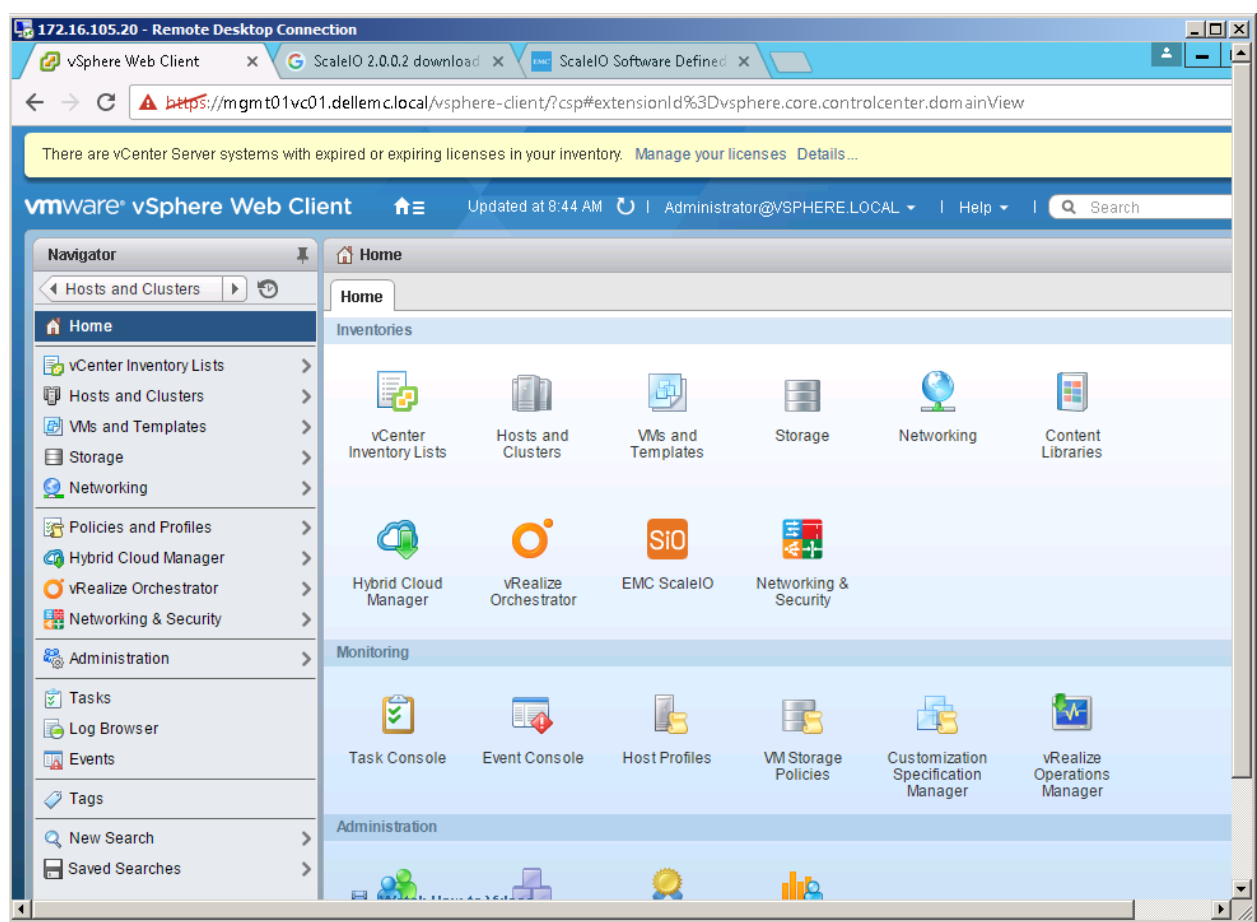 172.16.105.20 - Remote Desktop Connection
vSphere Web Client
ScaleIO 2.0.0.2 download
EMC
ScaleIO Software Defined
https://mgmt01vc01.dellemc.local/vsphere-client/?csp#extensionId%3Dvsphere.core.controlcenter.domainView
There are vCenter Server systems with expired or expiring licenses in your inventory. Manage your licenses Details...
vmware® vSphere Web Client
Updated at 8:44 AM | Administrator@VSPHERE.LOCAL | Help | Search
Navigator
Hosts and Clusters
Home
vCenter Inventory Lists
Hosts and Clusters
VMs and Templates
Storage
Networking
Policies and Profiles
Hybrid Cloud Manager
vRealize Orchestrator
Networking & Security
Administration
Tasks
Log Browser
Events
Tags
New Search
Saved Searches
Home
Home
Inventories
vCenter
Inventory Lists
Hosts and
Clusters
VMs and
Templates
Storage
Networking
Content
Libraries
Hybrid Cloud
Manager
vRealize
Orchestrator
SiO
EMC ScaleIO
Networking &
Security
Monitoring
Task Console
Event Console
Host Profiles
VM Storage
Policies
Customization
Specification
Manager
vRealize
Operations
Manager
Administration